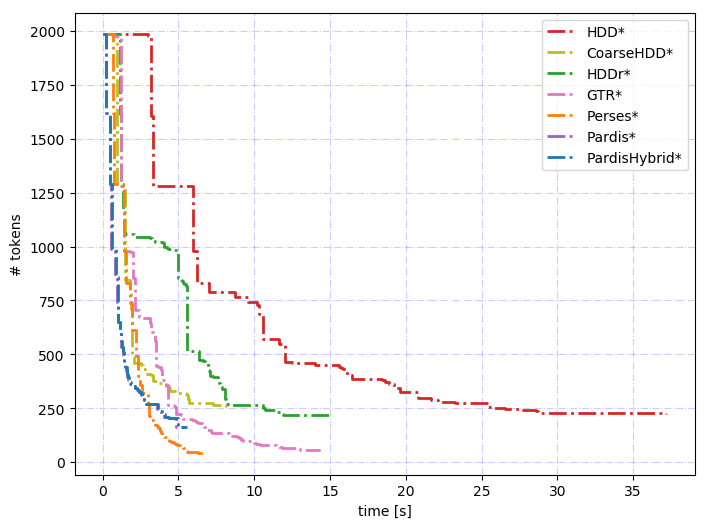 2000
1750
1500
1250
1000
750
500
250
0
# tokens
0 5 10 15 20 25 30 35
time [s]
HDD*
CoarseHDD*
HDDr*
GTR*
Perses*
Pardis*
PardisHybrid*